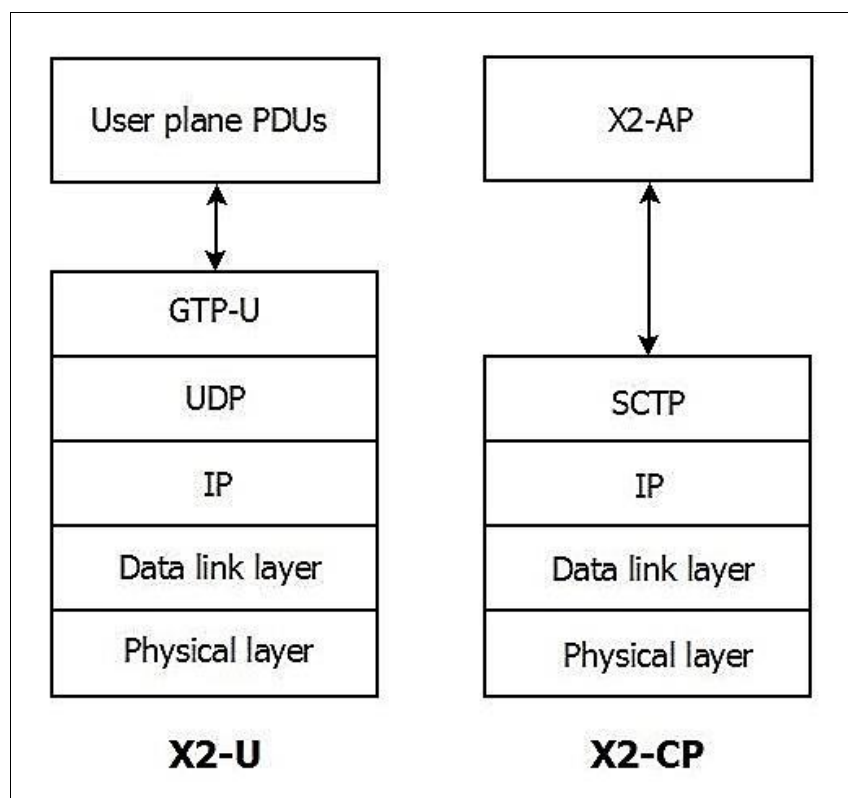 User plane PDUs
GTP-U
UDP
IP
Data link layer
Physical layer
X2-U
X2-AP
SCTP
IP
Data link layer
Physical layer
X2-CP